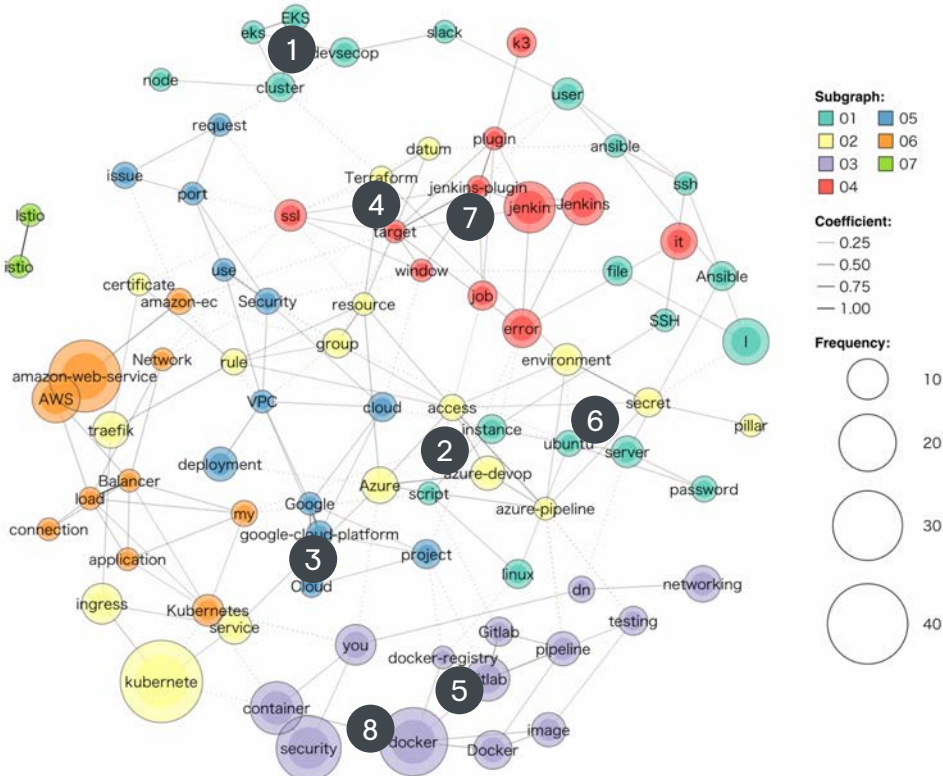 EKS
eks
1
devsecop
slack
k3
node
cluster
user
request
plugin
datum
ansible
issue
Terraform
port
jenkins-plugin
ssh
4
7
jenkin
Jenkins
Istio
ssl
target
it
istio
use
window
file
Ansible
certificate
amazon-ec
Security
resource
job
SSH
error
I
group
Network
rule
environment
amazon-web-service
AWS
VPC
cloud
access
secret
traefik
instance
6
pillar
ubuntu
server
2
deployment
azure-devop
Balancer
Azure
script
password
load
Google
azure-pipeline
my
connection
google-cloud-platform
3
project
application
Cloud
linux
dn
networking
ingress
Kubernetes
service
testing
Gitlab
you
pipeline
docker-registry
kubernete
5
container
8
image
security
docker
Docker
Subgraph:
01 05
02 06
03 07
04
Coefficient:
0.25
0.50
0.75
1.00
Frequency:
10
20
30
40